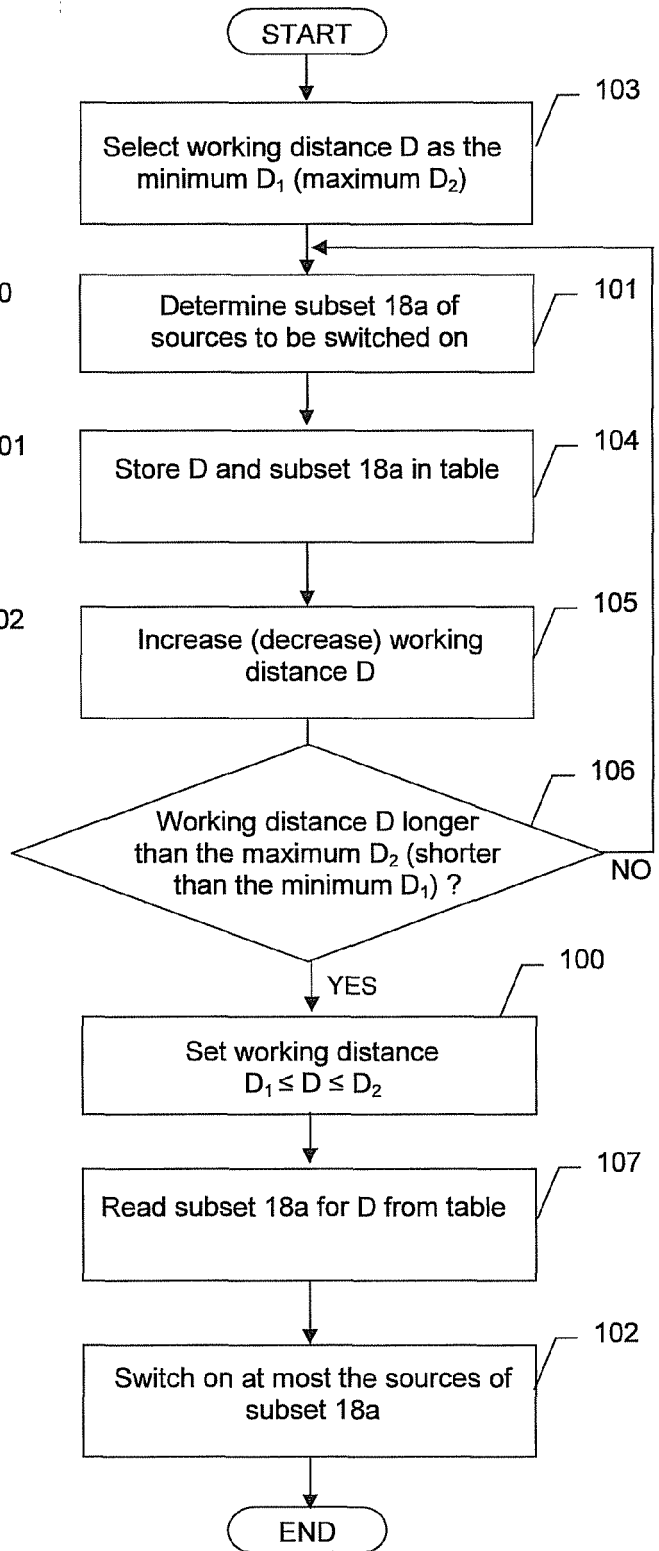 START
103
Select working distance D as the
minimum D₁ (maximum D₂)
0
101
Determine subset 18a of
sources to be switched on
01
104
Store D and subset 18a in table
02
105
Increase (decrease) working
distance D
106
Working distance D longer
than the maximum D₂ (shorter
than the minimum D₁) ?
NO
YES
100
Set working distance
D₁ ≤ D ≤ D₂
107
Read subset 18a for D from table
102
Switch on at most the sources of
subset 18a
END